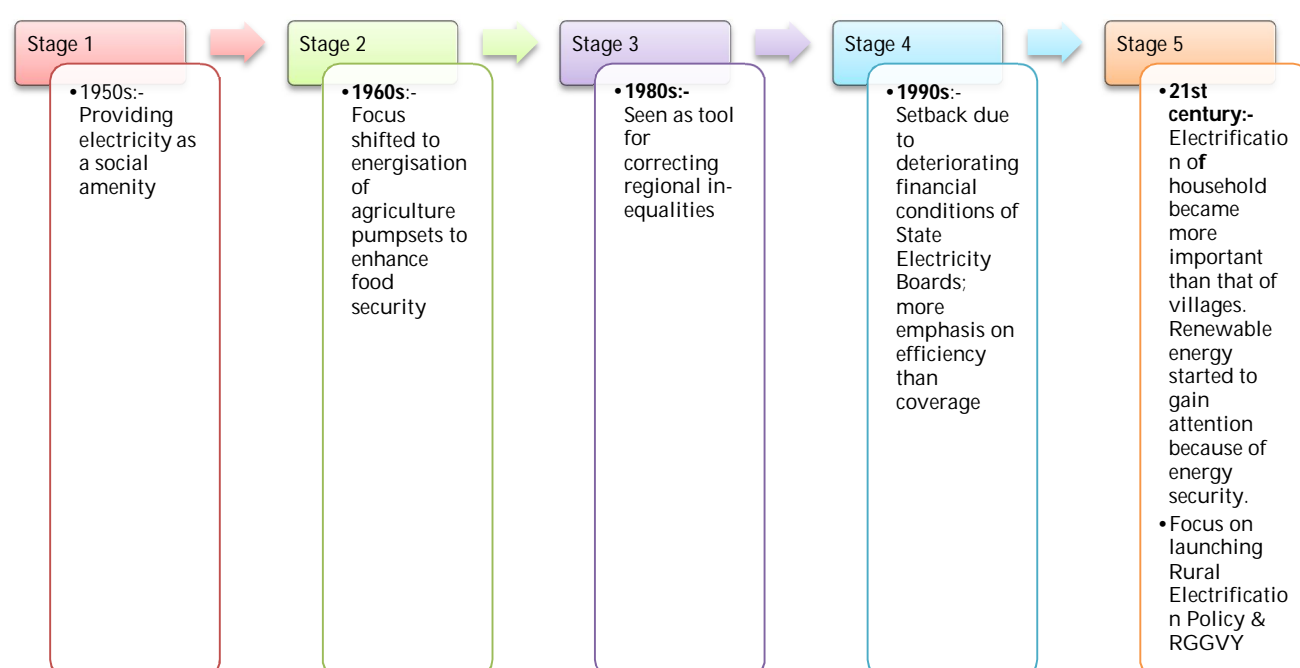 Stage 1
•1950s:-
Providing
electricity as
a social
amenity
Stage 2
•1960s:-
Focus
shifted to
energisation
of
agriculture
pumpsets to
enhance
food
security
Stage 3
•1980s:-
Seen as tool
for
correcting
regional in-
equalities
Stage 4
•1990s:-
Setback due
to
deteriorating
financial
conditions of
State
Electricity
Boards;
more
emphasis on
efficiency
than
coverage
Stage 5
•21st
century:-
Electrificatio
n of
household
became
more
important
than that of
villages.
Renewable
energy
started to
gain
attention
because of
energy
security.
•Focus on
launching
Rural
Electrificatio
n Policy &
RGGVY